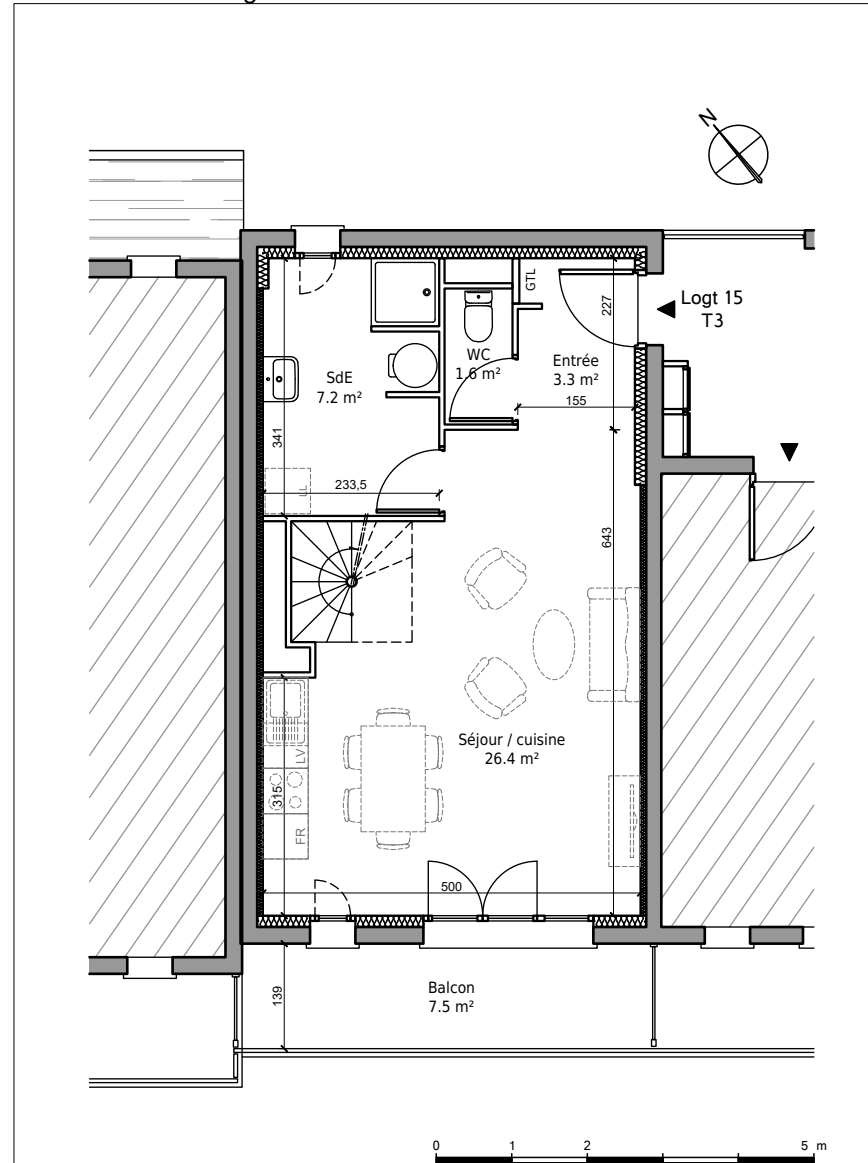 N
Logt 15
T3
GTL
227
WC
1.6 m²
Entrée
3.3 m²
SdE
7.2 m²
155
341
LL
233,5
643
Séjour / cuisine
26.4 m²
LV
315
FR
500
Balcon
7.5 m²
139
0 1 2 5 m